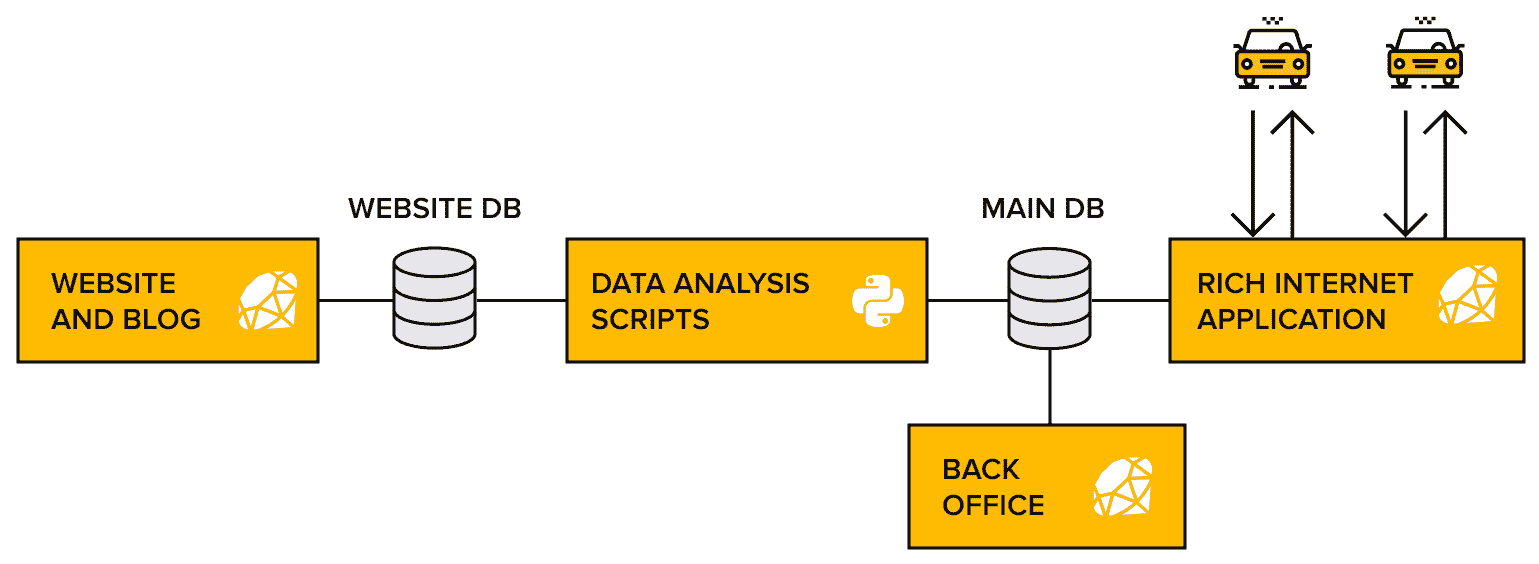 WEBSITE DB
MAIN DB
WEBSITE
AND BLOG
DATA ANALYSIS
SCRIPTS
RICH INTERNET
APPLICATION
BACK
OFFICE